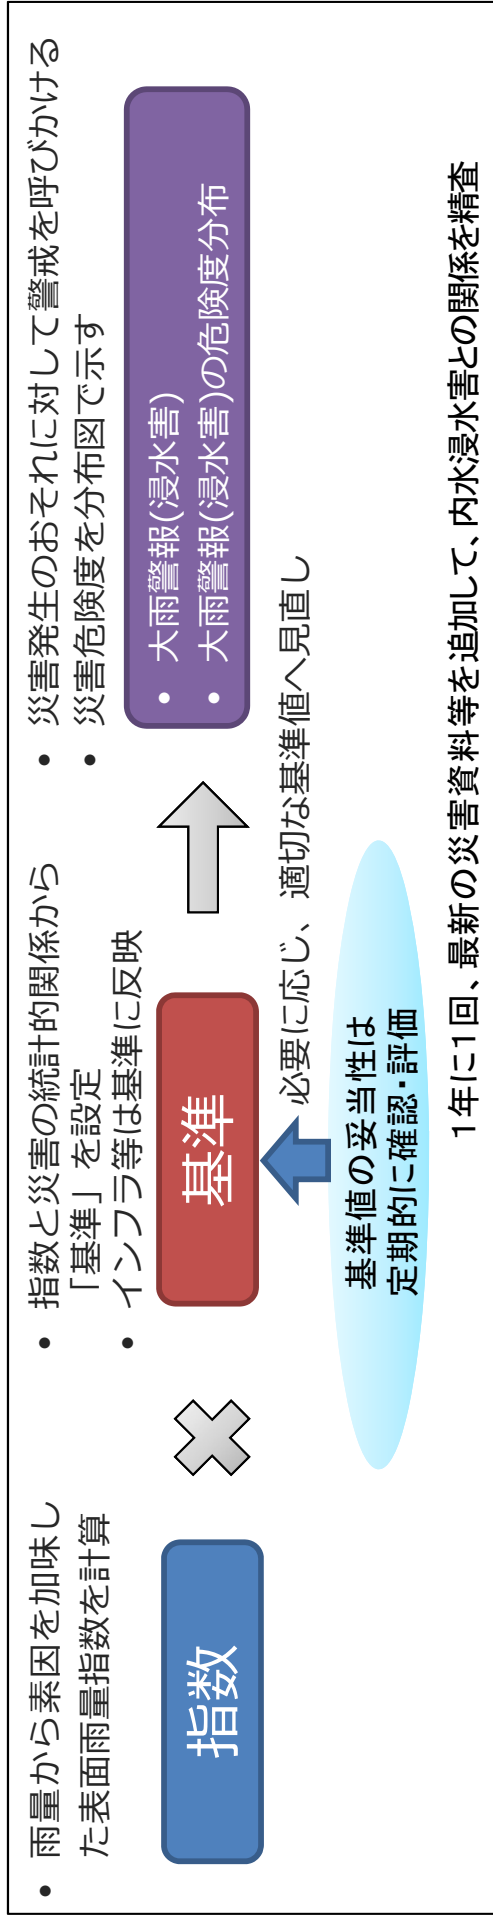 • 雨量から素因を加味し
た表面雨量指数を計算
指数
• 指数と災害の統計的関係から
「基準」を設定
• インフラ等は基準に反映
基準
• 災害発生のおそれに対して警戒を呼びかける
• 災害危険度を分布図で示す
• 大雨警報(浸水害)
• 大雨警報(浸水害)の危険度分布
必要に応じ、適切な基準値へ見直し
基準値の妥当性は
定期的に確認・評価
1年に1回、最新の災害資料等を追加して、内水浸水害との関係を精査